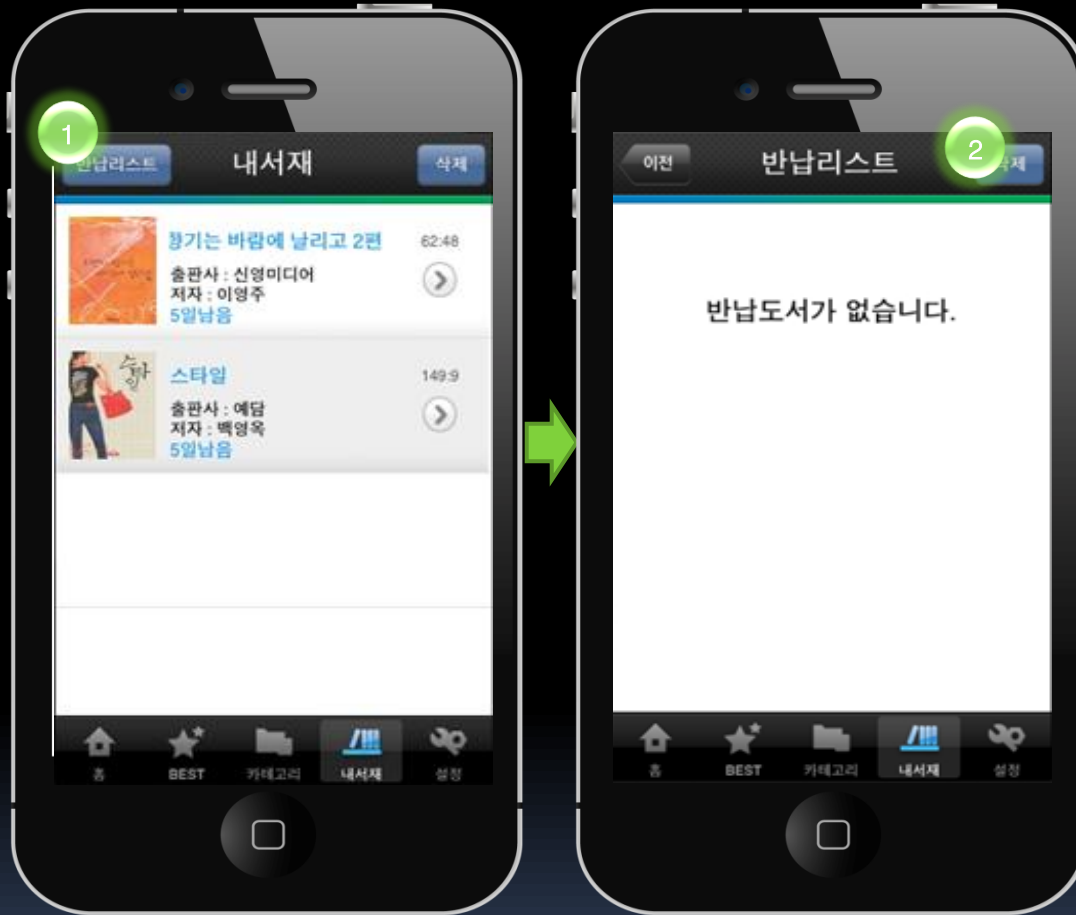 1
반납리스트
내서재
삭제
향기는 바람에 날리고 2편
62:48
출판사 : 신영미디어
저자 : 이영주
5일남음
스타일
스타일
149:9
출판사 : 예담
저자 : 백영옥
5일남음
홈
BEST
카테고리
내서재
설정
이전
반납리스트
2
삭제
반납도서가 없습니다.
홈
BEST
카테고리
내서재
설정